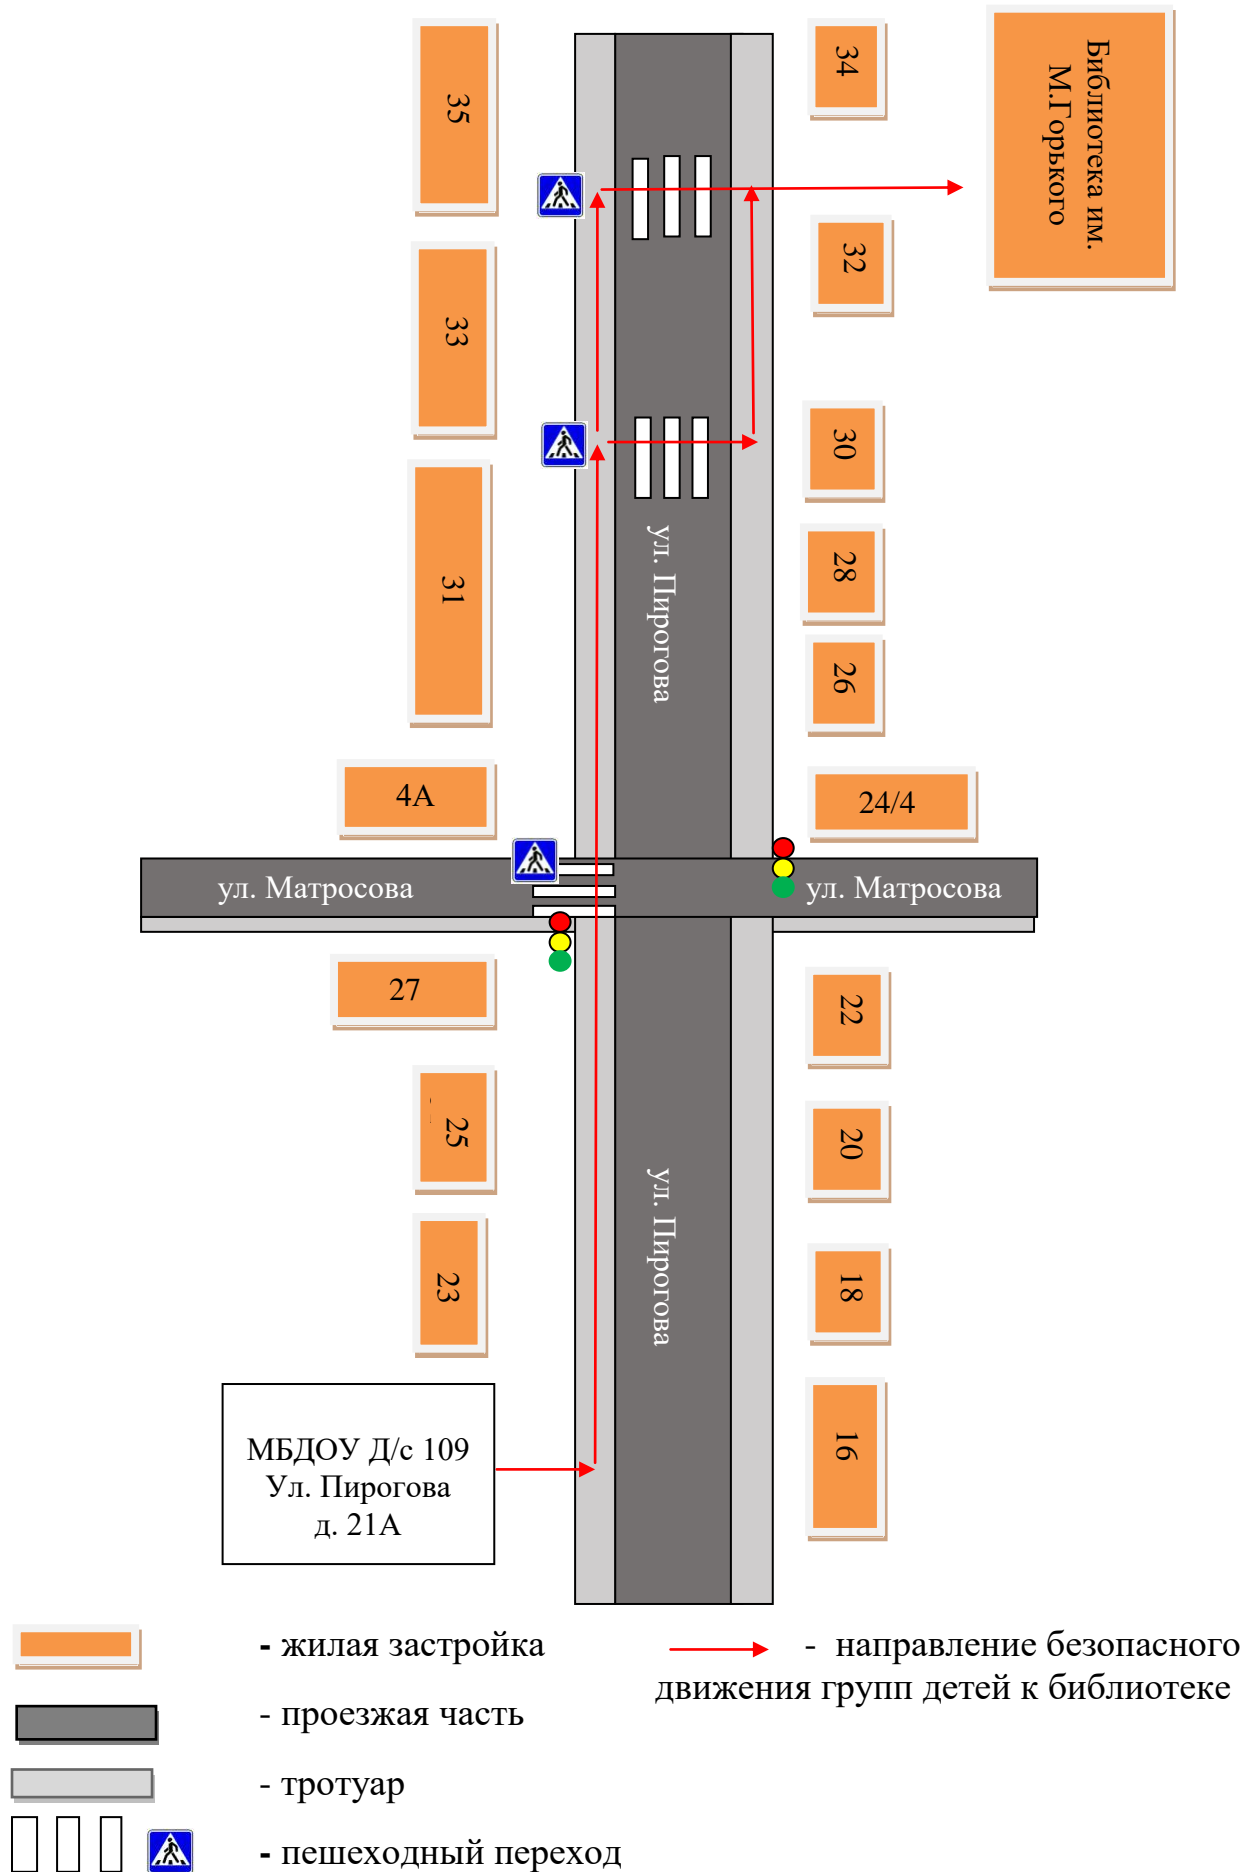 34
Библиотека им.
М.Горького
35
32
33
30
ул. Пирогова
28
31
26
4А
24/4
ул. Матросова
ул. Матросова
27
22
25
20
ул. Пирогова
23
18
МБДОУ Д/с 109
Ул. Пирогова
д. 21А
16
- жилая застройка
- направление безопасного
движения групп детей к библиотеке
- проезжая часть
- тротуар
- пешеходный переход